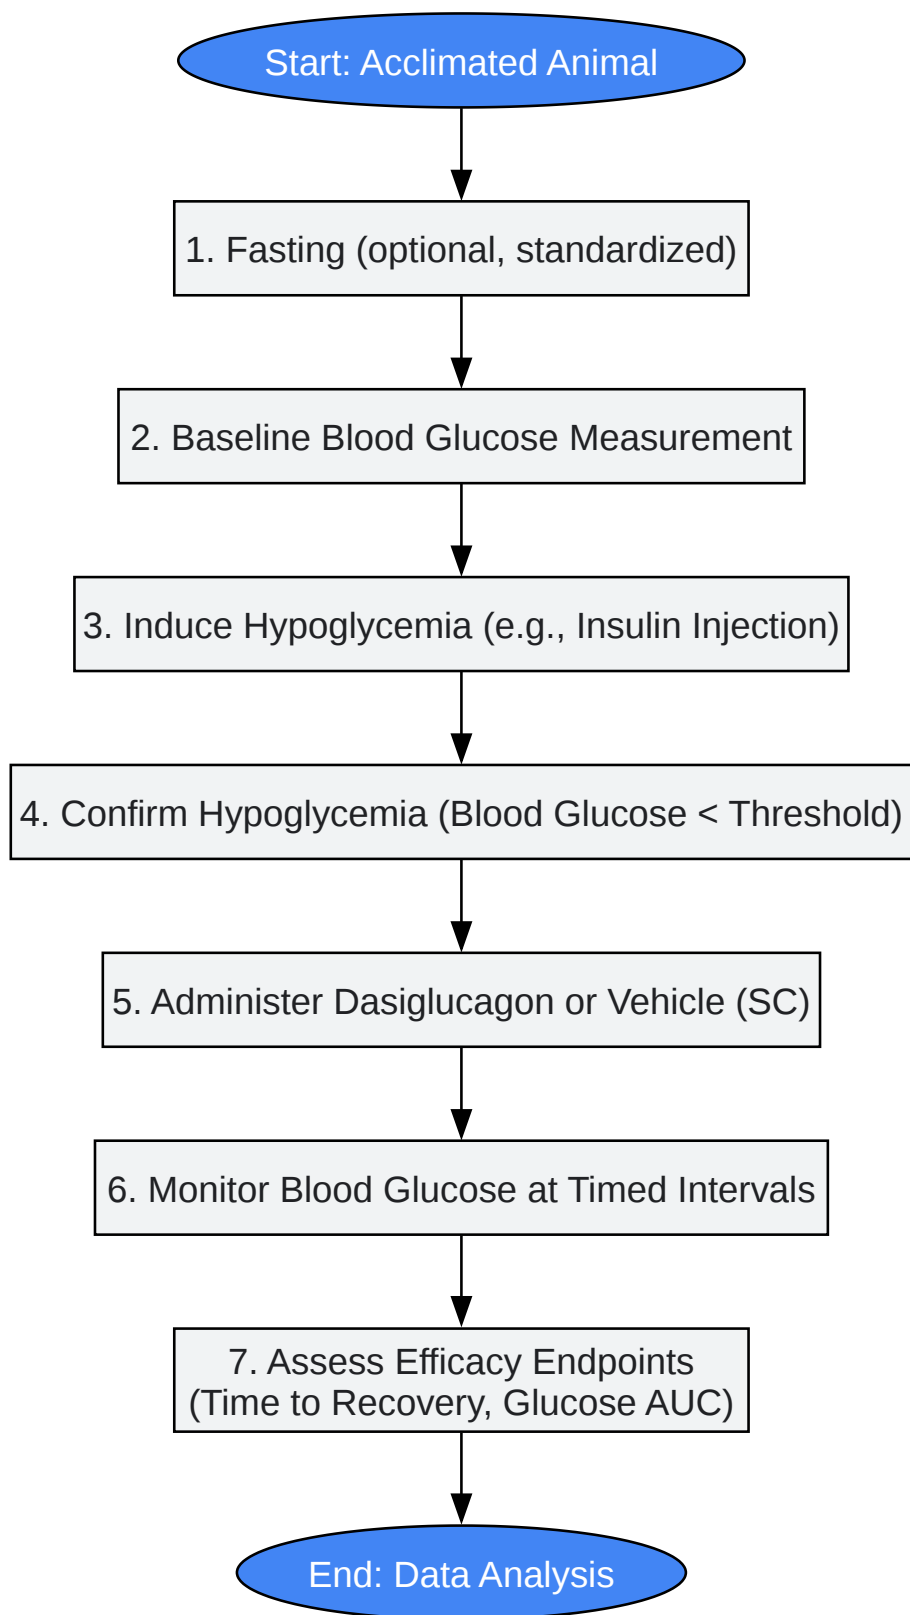 Start: Acclimated Animal
1. Fasting (optional, standardized)
2. Baseline Blood Glucose Measurement
3. Induce Hypoglycemia (e.g., Insulin Injection)
4. Confirm Hypoglycemia (Blood Glucose < Threshold)
5. Administer Dasiglucagon or Vehicle (SC)
6. Monitor Blood Glucose at Timed Intervals
7. Assess Efficacy Endpoints
(Time to Recovery, Glucose AUC)
End: Data Analysis